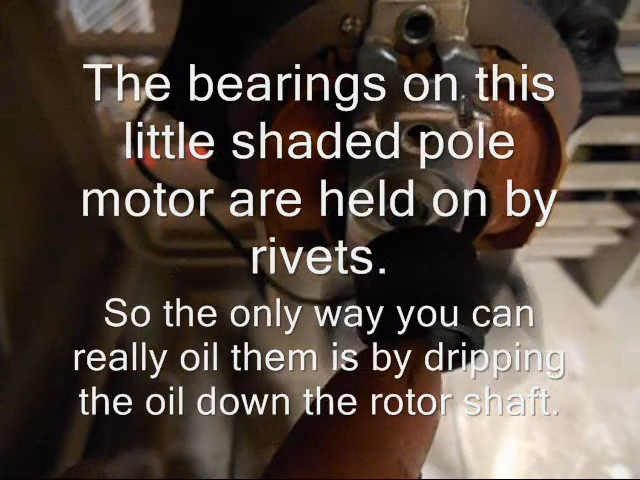 The bearings on this
little shaded pole
motor are held on by
rivets.
So the only way you can
really oil them is by dripping
the oil down the rotor shaft.